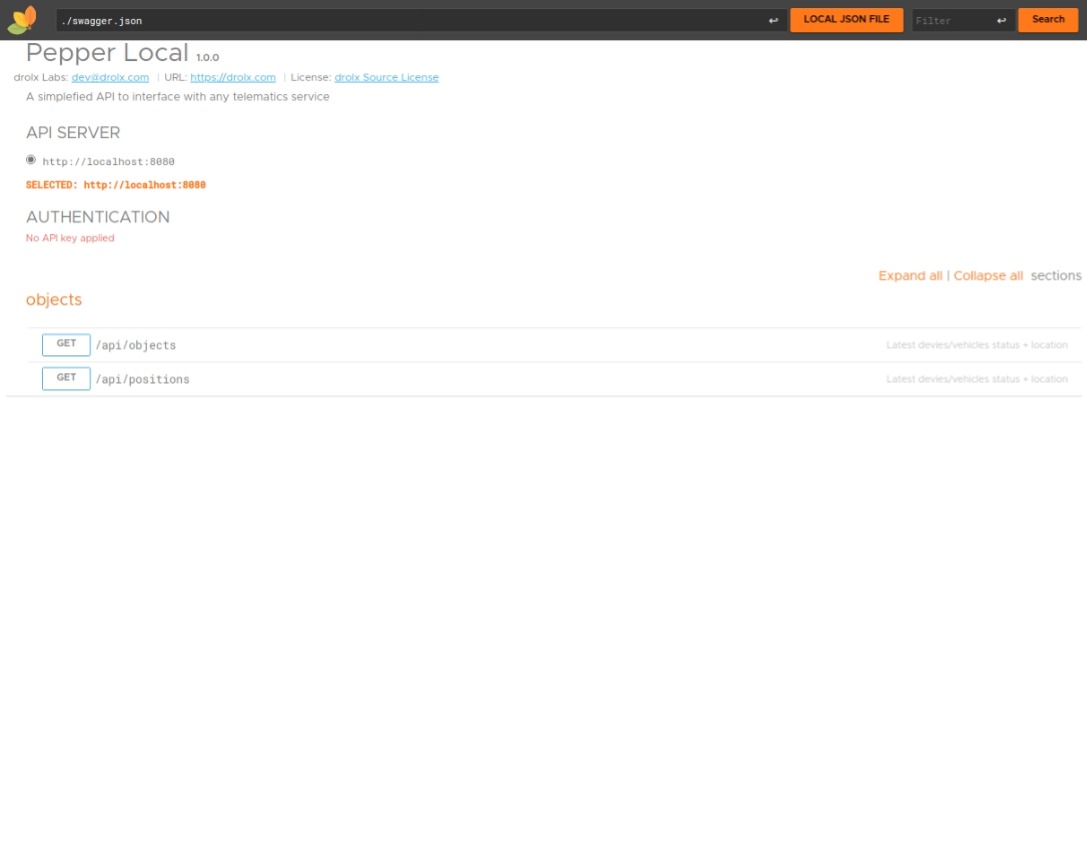 ./swagger.json ↩ LOCAL JSON FILE Filter ↩ Search
Pepper Local 1.0.0
drolx Labs: dev@drolx.com | URL: https://drolx.com | License: drolx Source License
A simplefied API to interface with any telematics service
API SERVER
http://localhost:8080
SELECTED: http://localhost:8080
AUTHENTICATION
No API key applied
Expand all | Collapse all sections
objects
GET /api/objects Latest devies/vehicles status + location
GET /api/positions Latest devies/vehicles status + location